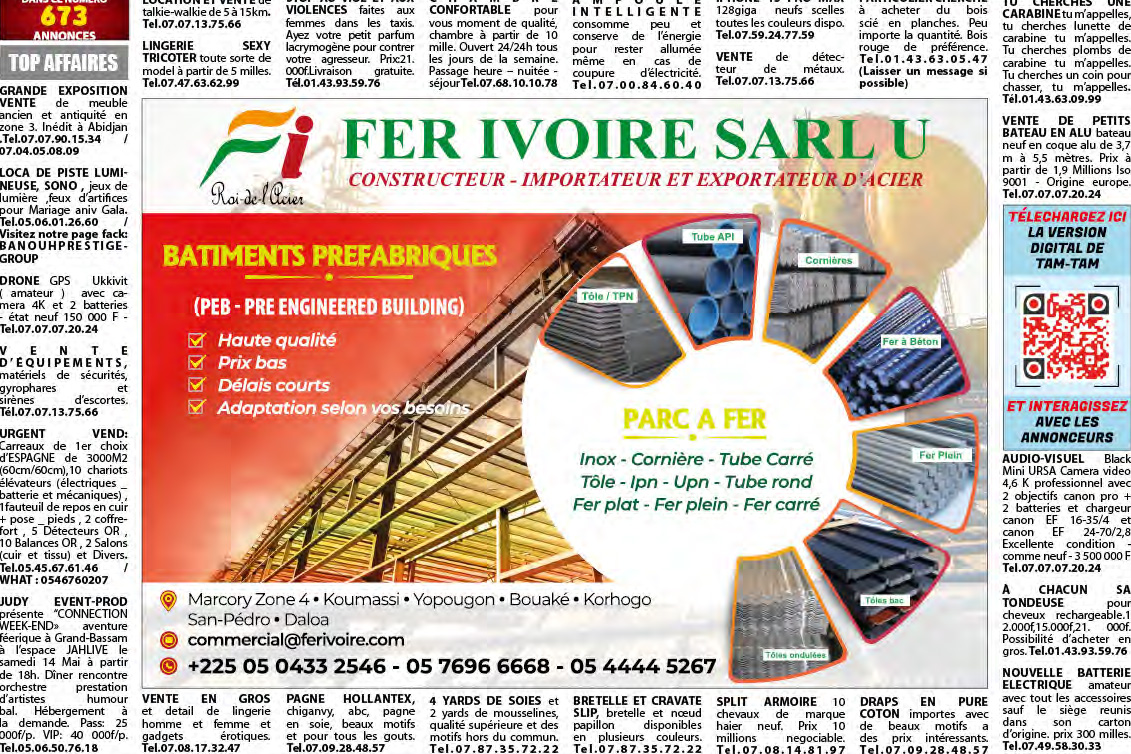 DANS CE NUMÉRO
673
ANNONCES
TOP AFFAIRES
GRANDE EXPOSITION
VENTE de meuble
ancien et antiquité en
zone 3. Inédit à Abidjan
.Tel.07.07.90.15.34 /
07.04.05.08.09
LOCA DE PISTE LUMI-
NEUSE, SONO , jeux de
lumière ,feux d'artifices
pour Mariage aniv Gala.
Tel.05.06.01.26.60 /
Visitez notre page fack:
BANOUHPRESTIGE-
GROUP
DRONE GPS Ukkivit
( amateur ) avec ca-
mera 4K et 2 batteries
- état neuf 150 000 F -
Tel.07.07.07.20.24
VENTE
D'ÉQUIPEMENTS,
matériels de sécurités,
gyrophares et
sirènes d'escortes.
Tél.07.07.13.75.66
URGENT VEND:
Carreaux de 1er choix
d'ESPAGNE de 3000M2
(60cm/60cm),10 chariots
élévateurs (électriques _
batterie et mécaniques) ,
1fauteuil de repos en cuir
+ pose _ pieds , 2 coffre-
fort , 5 Détecteurs OR ,
10 Balances OR , 2 Salons
(cuir et tissu) et Divers.
Tel.05.45.67.61.46 /
WHAT : 0546760207
JUDY EVENT-PROD
présente "CONNECTION
WEEK-END» aventure
féerique à Grand-Bassam
à l'espace JAHLIVE le
samedi 14 Mai à partir
de 18h. Dîner rencontre
orchestre prestation
d'artistes humour
bal. Hébergement à
la demande. Pass: 25
000f/p. VIP: 40 000f/p.
Tel.05.06.50.76.18
LOCATION ET VENTE de
talkie-walkie de 5 à 15km.
Tel.07.07.13.75.66
LINGERIE SEXY
TRICOTER toute sorte de
model à partir de 5 milles.
Tel.07.47.63.62.99
VIOLENCES faites aux
femmes dans les taxis.
Ayez votre petit parfum
lacrymogène pour contrer
votre agresseur. Prix:21.
000f.Livraison gratuite.
Tél.01.43.93.59.76
CONFORTABLE pour
vous moment de qualité,
chambre à partir de 10
mille. Ouvert 24/24h tous
les jours de la semaine.
Passage heure – nuitée -
séjourTel.07.68.10.10.78
AMPOULE
INTELLIGENTE
consomme peu et
conserve de l'énergie
pour rester allumée
même en cas de
coupure d'électricité.
Tel.07.00.84.60.40
128giga neufs scelles
toutes les couleurs dispo.
Tel.07.59.24.77.59
VENTE de détec-
teur de métaux.
Tel.07.07.13.75.66
à acheter du bois
scié en planches. Peu
importe la quantité. Bois
rouge de préférence.
Tel.01.43.63.05.47
(Laisser un message si
possible)
TU CHERCHES UNE
CARABINE tu m'appelles,
tu cherches lunette de
carabine tu m'appelles.
Tu cherches plombs de
carabine tu m'appelles.
Tu cherches un coin pour
chasser, tu m'appelles.
Tél.01.43.63.09.99
VENTE DE PETITS
BATEAU EN ALU bateau
neuf en coque alu de 3,7
m à 5,5 mètres. Prix à
partir de 1,9 Millions Iso
9001 - Origine europe.
Tel.07.07.07.20.24
TÉLECHARGEZ ICI
LA VERSION
DIGITAL DE
TAM-TAM
ET INTERAGISSEZ
AVEC LES
ANNONCEURS
AUDIO-VISUEL Black
Mini URSA Camera video
4,6 K professionnel avec
2 objectifs canon pro +
2 batteries et chargeur
canon EF 16-35/4 et
canon EF 24-70/2,8
Excellente condition -
comme neuf - 3 500 000 F
Tel.07.07.07.20.24
À CHACUN SA
TONDEUSE pour
cheveux rechargeable.1
2.000f,15.000f,21. 000f.
Possibilité d'acheter en
gros. Tel.01.43.93.59.76
NOUVELLE BATTERIE
ELECTRIQUE amateur
avec tout les accessoires
sauf le siège reunis
dans son carton
d'origine. prix 300 milles.
Tel.07.49.58.30.33
Fi
Roi-de-l'Acier
FER IVOIRE SARL U
CONSTRUCTEUR - IMPORTATEUR ET EXPORTATEUR D'ACIER
BATIMENTS PREFABRIQUES
(PEB - PRE ENGINEERED BUILDING)
Haute qualité
Prix bas
Délais courts
Adaptation selon vos besoins
Tôle / TPN
Tube API
Cornières
Fer à Béton
Fer Plein
Tôles bac
Tôles ondulées
PARC A FER
Inox - Cornière - Tube Carré
Tôle - Ipn - Upn - Tube rond
Fer plat - Fer plein - Fer carré
Marcory Zone 4 • Koumassi • Yopougon • Bouaké • Korhogo
San-Pédro • Daloa
commercial@ferivoire.com
+225 05 0433 2546 - 05 7696 6668 - 05 4444 5267
VENTE EN GROS
et detail de lingerie
homme et femme et
gadgets érotiques.
Tel.07.08.17.32.47
PAGNE HOLLANTEX,
chiganvy, abc, pagne
en soie, beaux motifs
et pour tous les gouts.
Tel.07.09.28.48.57
4 YARDS DE SOIES et
2 yards de mousselines,
qualité supérieure et des
motifs hors du commun.
Tel.07.87.35.72.22
BRETELLE ET CRAVATE
SLIP, bretelle et nœud
papillon disponibles
en plusieurs couleurs.
Tel.07.87.35.72.22
SPLIT ARMOIRE 10
chevaux de marque
haier neuf. Prix 10
millions negociable.
Tel.07.08.14.81.97
DRAPS EN PURE
COTON importes avec
de beaux motifs a
des prix intéressants.
Tel.07.09.28.48.57